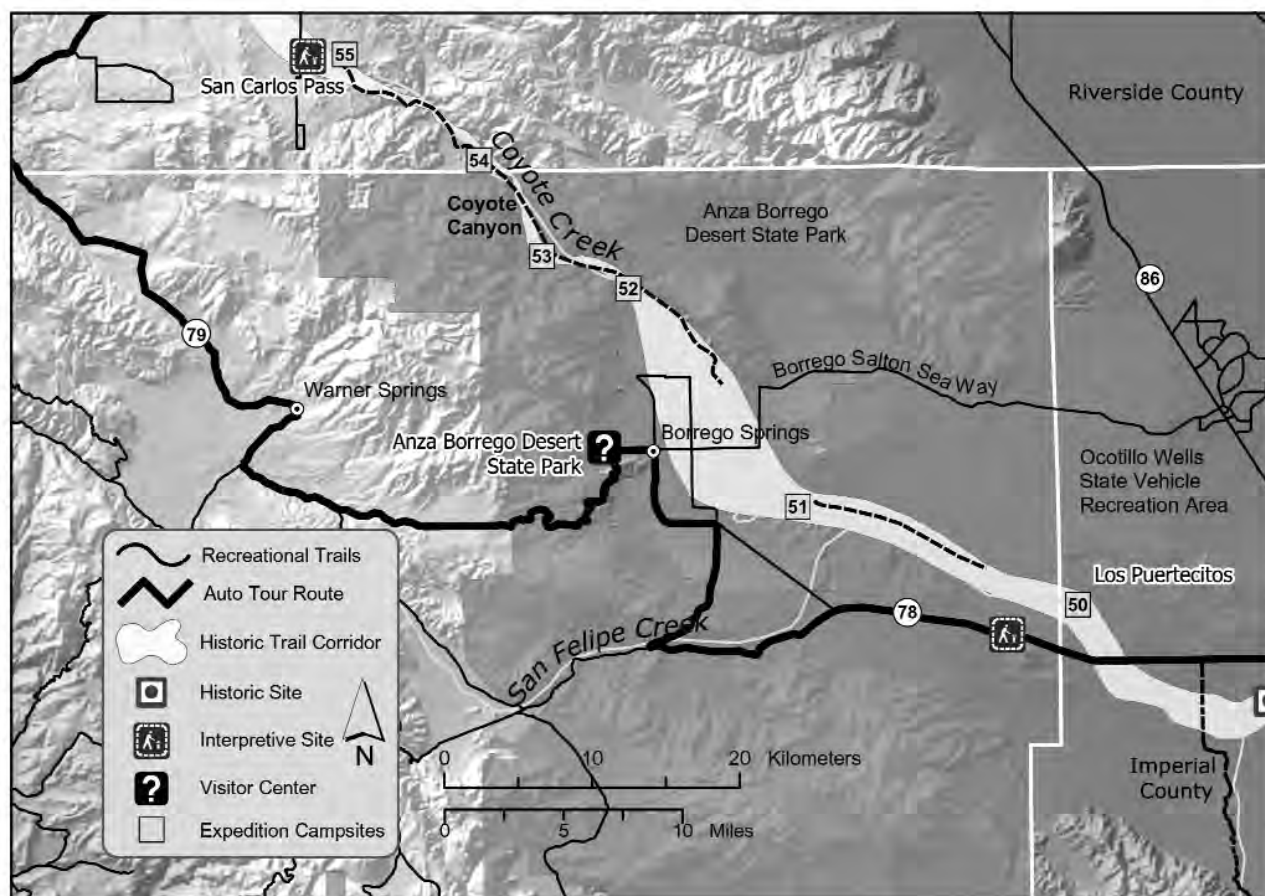 55
San Carlos Pass
Riverside County
Coyote Creek
54
Coyote
Canyon
Anza Borrego
Desert State Park
53
52
86
79
Borrego Salton Sea Way
Warner Springs
Anza Borrego Desert
State Park
?
Borrego Springs
51
Ocotillo Wells
State Vehicle
Recreation Area
Los Puertecitos
50
78
San Felipe Creek
Imperial
County
Recreational Trails
Auto Tour Route
Historic Trail Corridor
Historic Site
Interpretive Site
N
? Visitor Center
Expedition Campsites
0 10 20 Kilometers
0 5 10 Miles